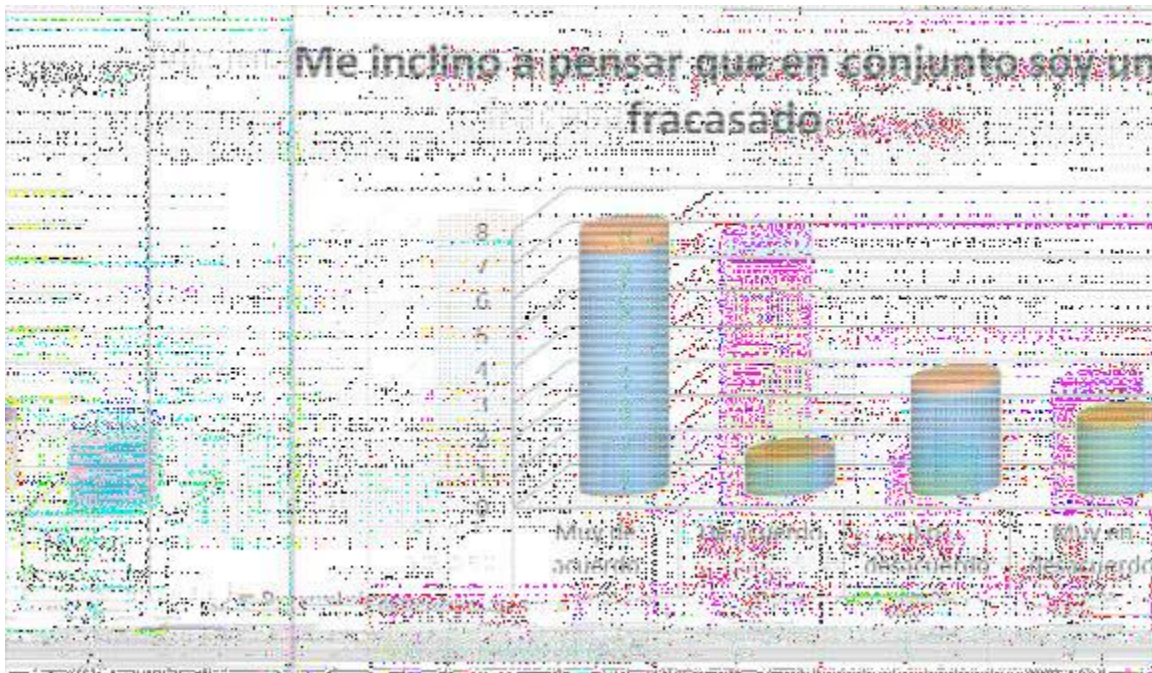 Me inclino a pensar que en conjunto soy un
fracasado
8
7
6
5
4
3
2
1
0
Muy de acuerdo
De acuerdo
En desacuerdo
Muy en desacuerdo